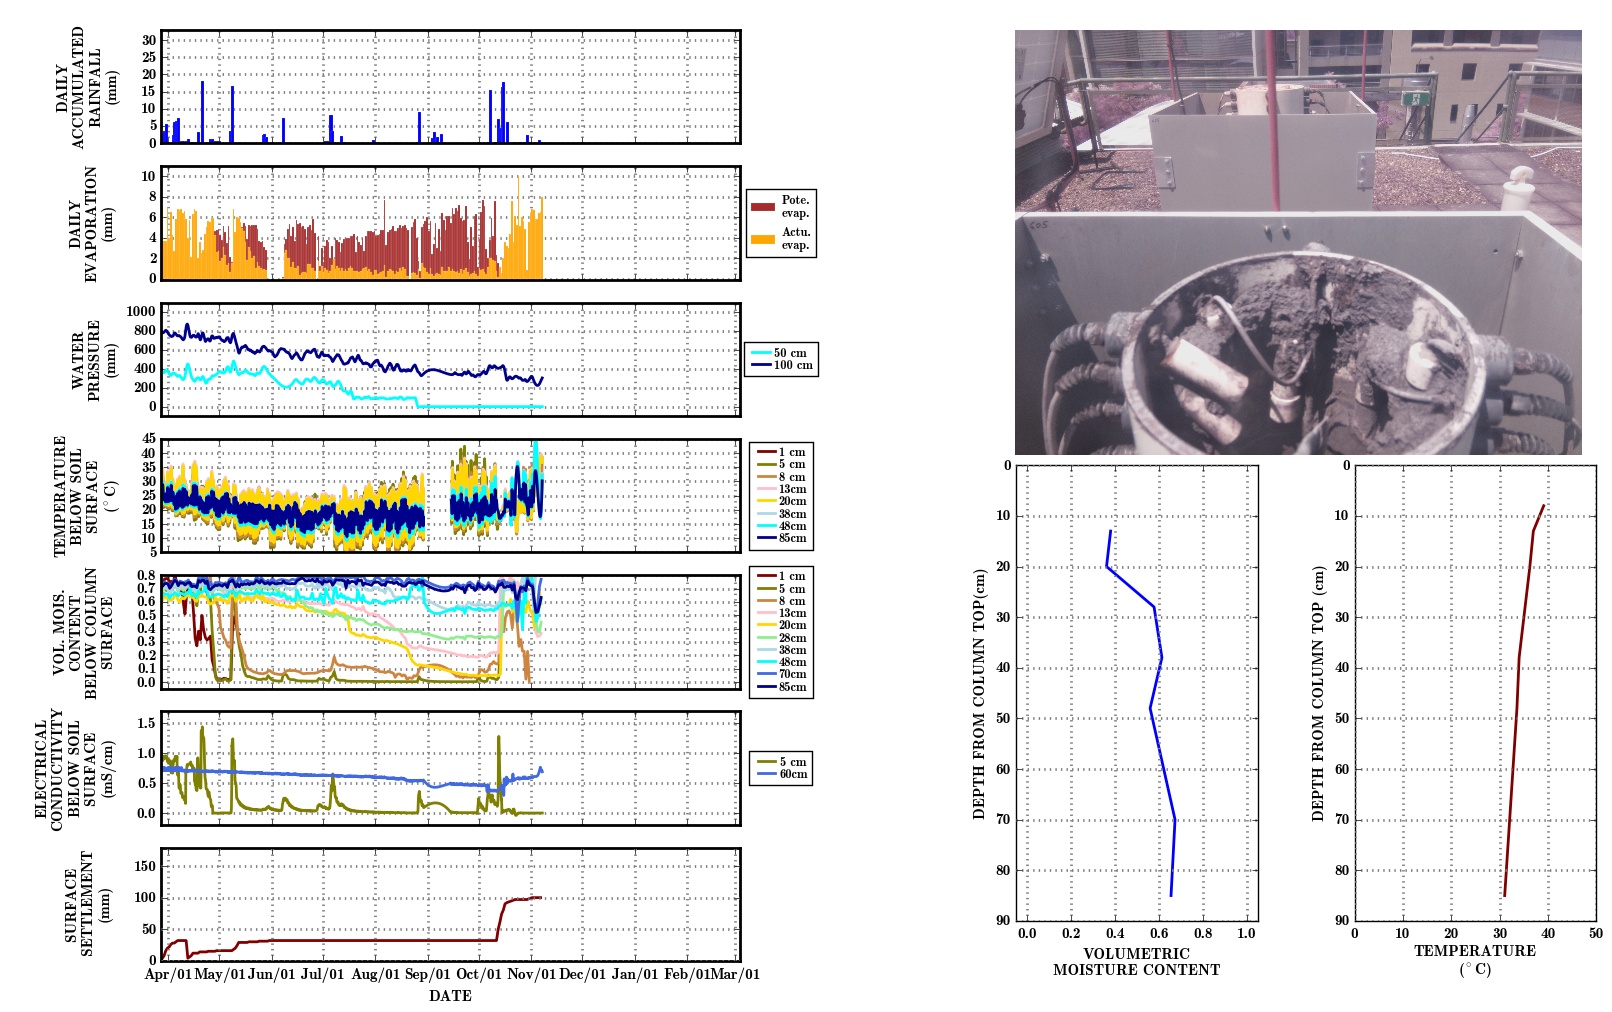 DAILY
ACCUMULATED
RAINFALL
(mm)
30
25
20
15
10
5
0
DAILY
EVAPORATION
(mm)
10
8
6
4
2
0
Pote.
evap.
Actu.
evap.
WATER
PRESSURE
(mm)
1000
800
600
400
200
0
50 cm
100 cm
TEMPERATURE
BELOW SOIL
SURFACE
(°C)
45
40
35
30
25
20
15
10
5
1 cm
5 cm
8 cm
13cm
20cm
38cm
48cm
85cm
VOL. MOIS.
CONTENT
BELOW COLUMN
SURFACE
0.8
0.7
0.6
0.5
0.4
0.3
0.2
0.1
0.0
1 cm
5 cm
8 cm
13cm
20cm
28cm
38cm
48cm
70cm
85cm
ELECTRICAL
CONDUCTIVITY
BELOW SOIL
SURFACE
(mS/cm)
1.5
1.0
0.5
0.0
5 cm
60cm
SURFACE
SETTLEMENT
(mm)
150
100
50
0
Apr/01 May/01 Jun/01 Jul/01 Aug/01 Sep/01 Oct/01 Nov/01 Dec/01 Jan/01 Feb/01 Mar/01
DATE
DEPTH FROM COLUMN TOP(cm)
0
10
20
30
40
50
60
70
80
90
0.0 0.2 0.4 0.6 0.8 1.0
VOLUMETRIC
MOISTURE CONTENT
DEPTH FROM COLUMN TOP (cm)
0
10
20
30
40
50
60
70
80
90
0 10 20 30 40 50
TEMPERATURE
(°C)